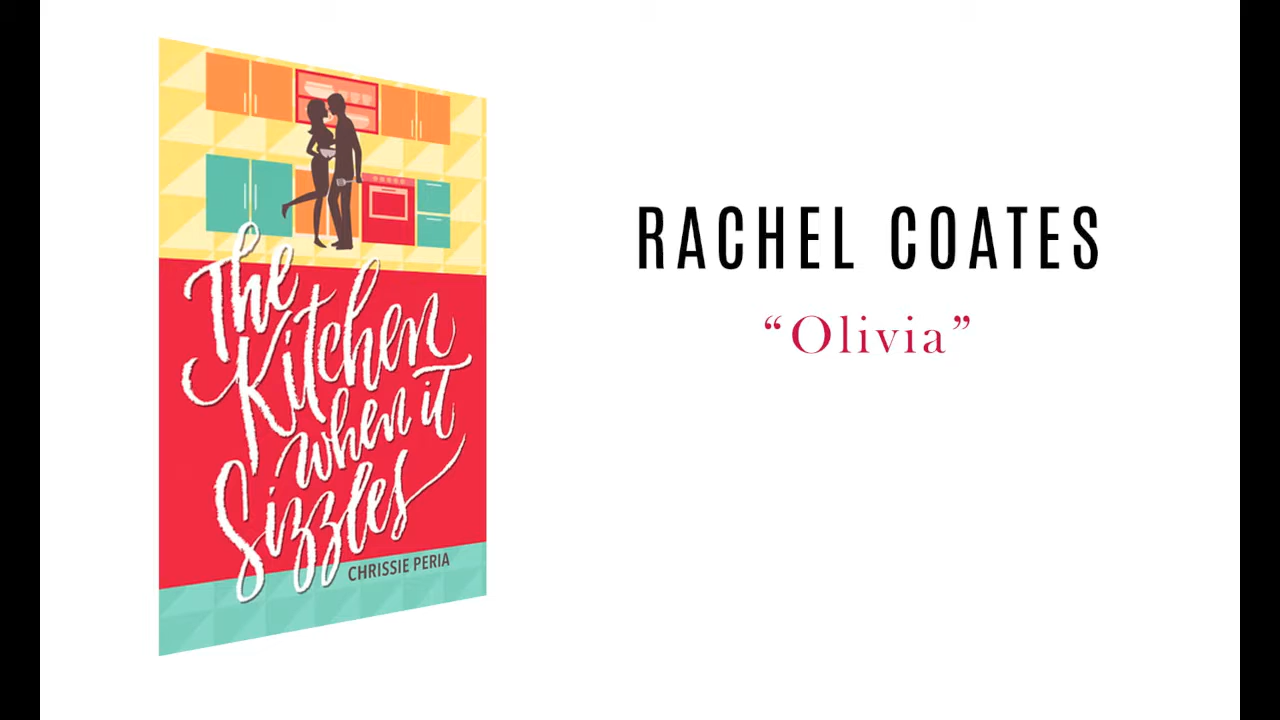 The
Kitchen
when it
Sizzles
CHRISSIE PERIA
RACHEL COATES
“Olivia”